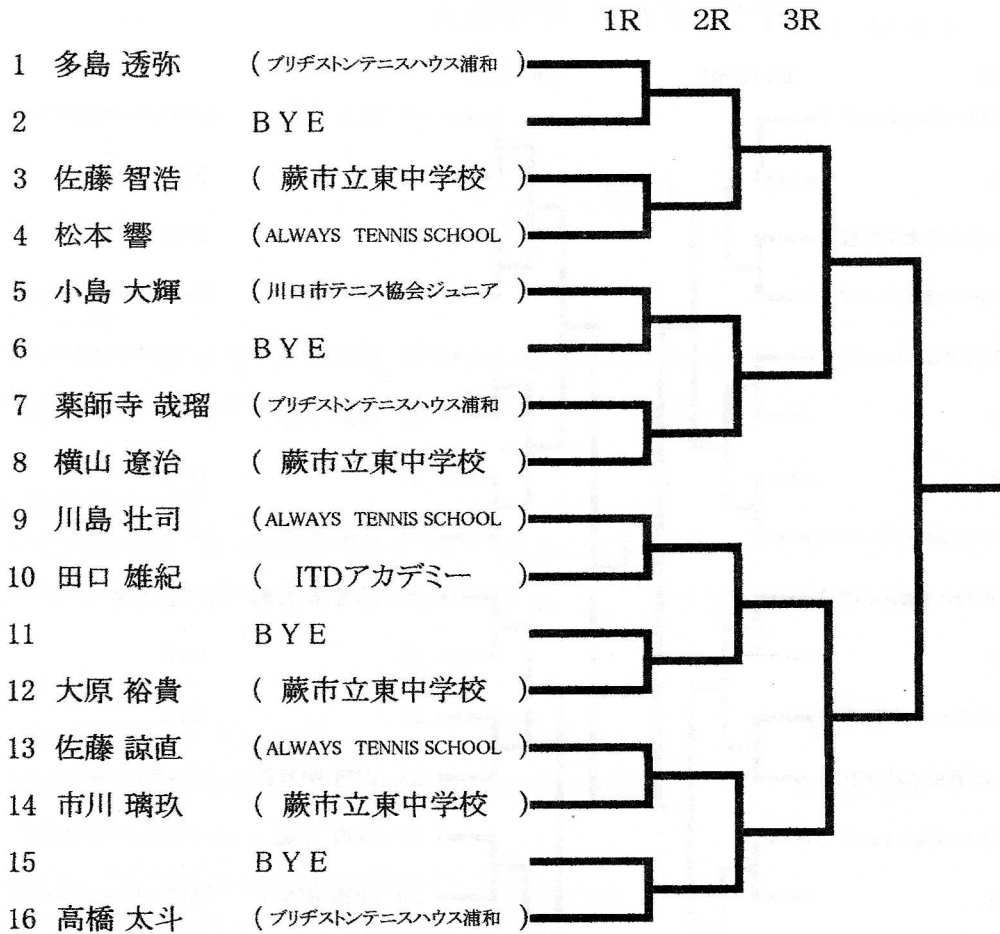 1R 2R 3R
1 多島 透弥 (ブリヂストンテニスハウス浦和)
2 BYE
3 佐藤 智浩 (蕨市立東中学校)
4 松本 響 (ALWAYS TENNIS SCHOOL)
5 小島 大輝 (川口市テニス協会ジュニア)
6 BYE
7 薬師寺 哉瑠 (ブリヂストンテニスハウス浦和)
8 横山 遼治 (蕨市立東中学校)
9 川島 壮司 (ALWAYS TENNIS SCHOOL)
10 田口 雄紀 (ITDアカデミー)
11 BYE
12 大原 裕貴 (蕨市立東中学校)
13 佐藤 諒直 (ALWAYS TENNIS SCHOOL)
14 市川 璃玖 (蕨市立東中学校)
15 BYE
16 高橋 太斗 (ブリヂストンテニスハウス浦和)